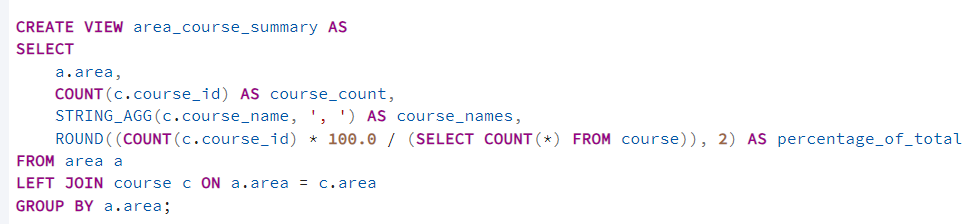 CREATE VIEW area_course_summary AS
SELECT
    a.area,
    COUNT(c.course_id) AS course_count,
    STRING_AGG(c.course_name, ', ') AS course_names,
    ROUND((COUNT(c.course_id) * 100.0 / (SELECT COUNT(*) FROM course)), 2) AS percentage_of_total
FROM area a
LEFT JOIN course c ON a.area = c.area
GROUP BY a.area;